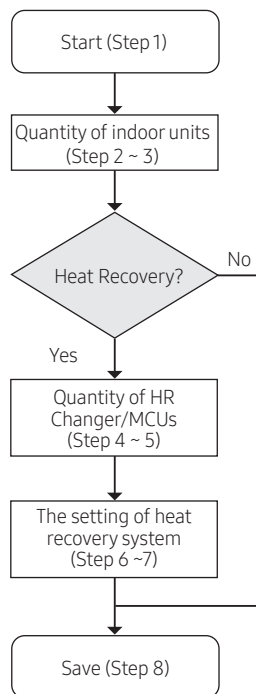 Start (Step 1)
Quantity of indoor units
(Step 2 ~ 3)
Heat Recovery?
No
Yes
Quantity of HR
Changer/MCUs
(Step 4 ~ 5)
The setting of heat
recovery system
(Step 6 ~7)
Save (Step 8)